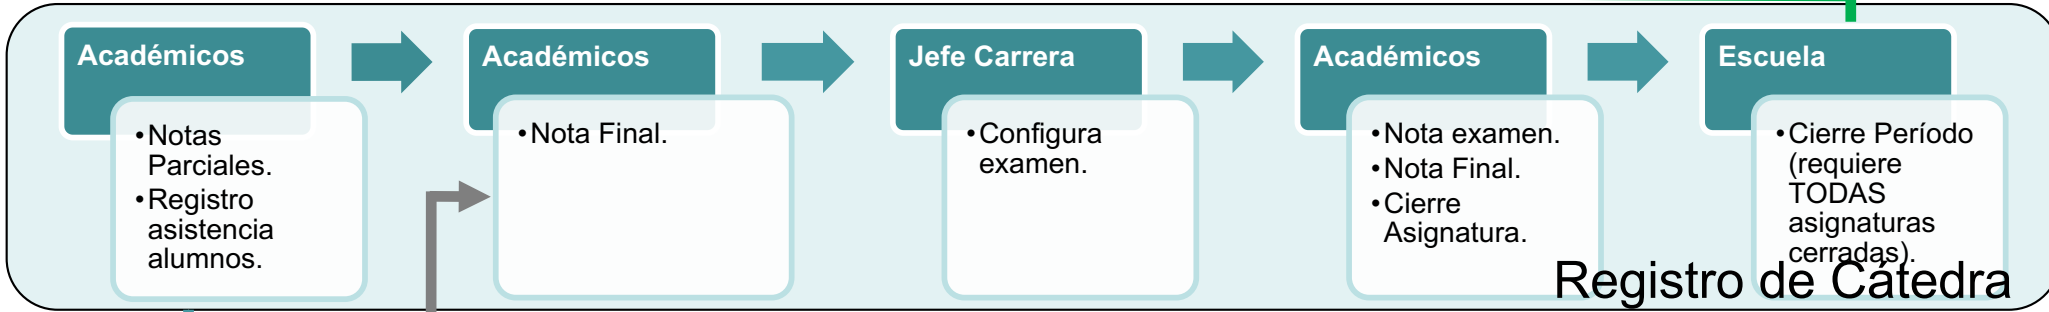 Académicos
•Notas
Parciales.
•Registro
asistencia
alumnos.
Académicos
•Nota Final.
Jefe Carrera
•Configura
examen.
Académicos
•Nota examen.
•Nota Final.
•Cierre
Asignatura.
Escuela
•Cierre Período
(requiere
TODAS
asignaturas
cerradas).
Registro de Cátedra